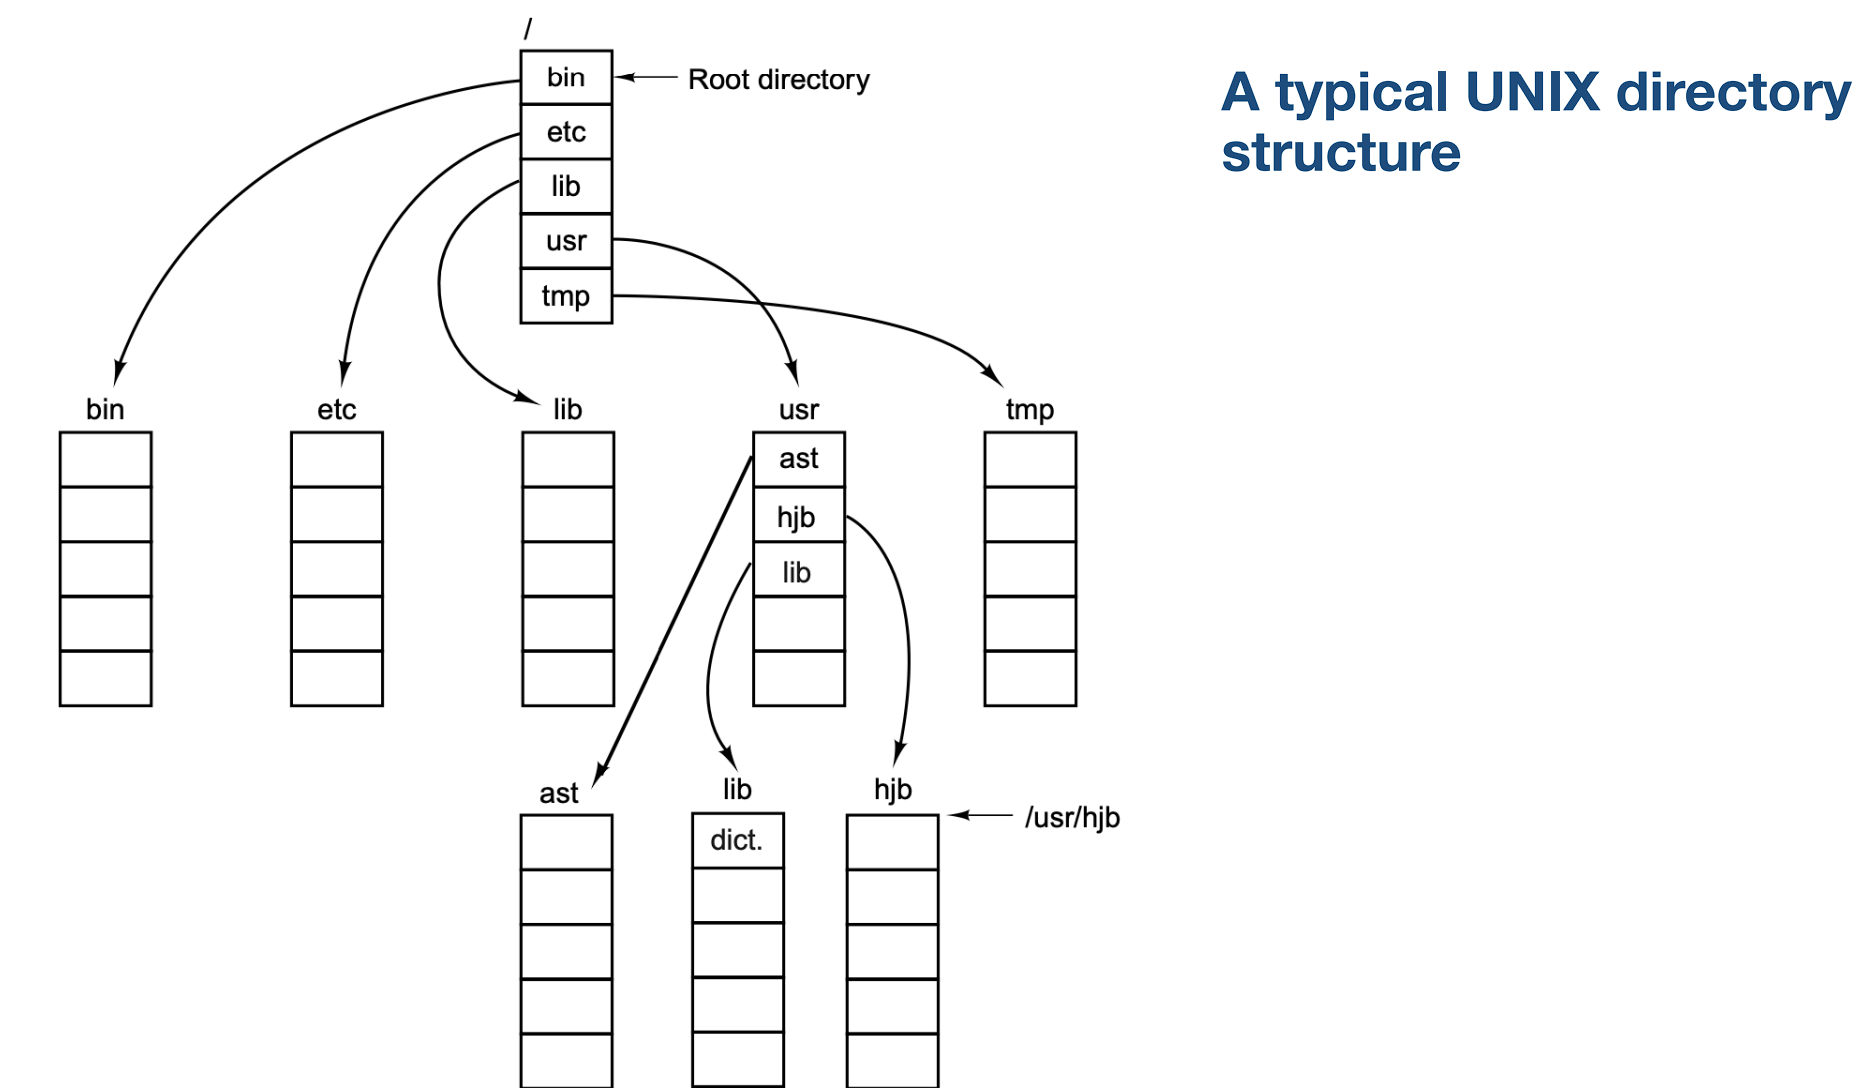 /
bin
Root directory
A typical UNIX directory
structure
etc
lib
usr
tmp
bin
etc
lib
usr
tmp
ast
hjb
lib
ast
lib
hjb
/usr/hjb
dict.